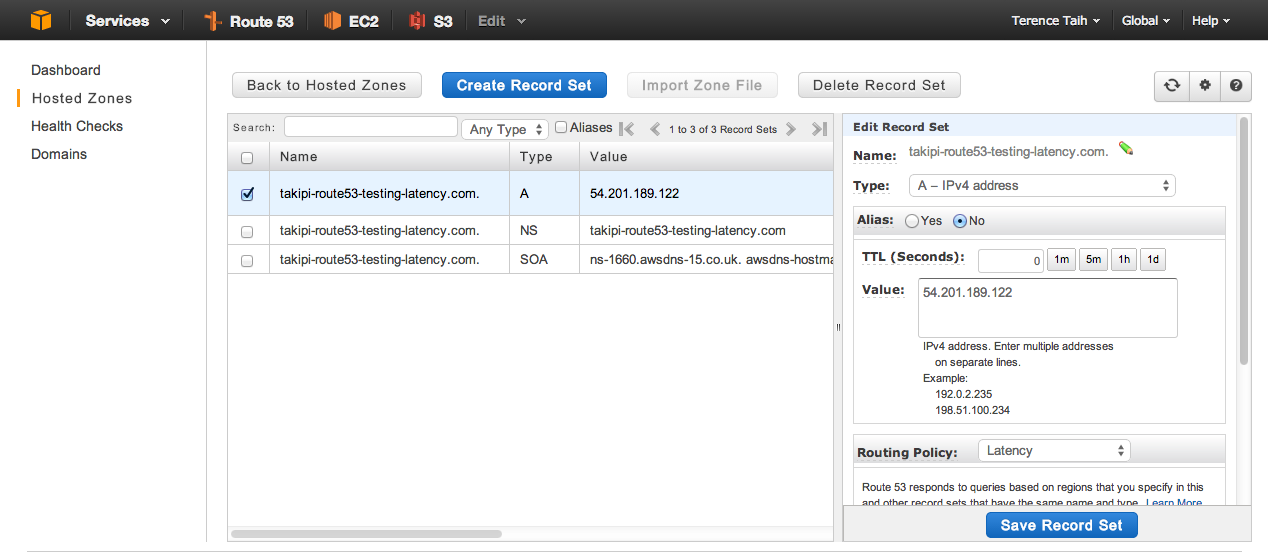 Services Route 53 EC2 S3 Edit Terence Taih Global Help
Dashboard
Hosted Zones
Health Checks
Domains
Back to Hosted Zones Create Record Set Import Zone File Delete Record Set
Search: Any Type Aliases 1 to 3 of 3 Record Sets
Name Type Value
takipi-route53-testing-latency.com. A 54.201.189.122
takipi-route53-testing-latency.com. NS takipi-route53-testing-latency.com
takipi-route53-testing-latency.com. SOA ns-1660.awsdns-15.co.uk. awsdns-hostma
Edit Record Set
Name: takipi-route53-testing-latency.com.
Type: A – IPv4 address
Alias: Yes No
TTL (Seconds): 0 1m 5m 1h 1d
Value: 54.201.189.122
IPv4 address. Enter multiple addresses
on separate lines.
Example:
192.0.2.235
198.51.100.234
Routing Policy: Latency
Route 53 responds to queries based on regions that you specify in this
and other record sets that have the same name and type. Learn More
Save Record Set